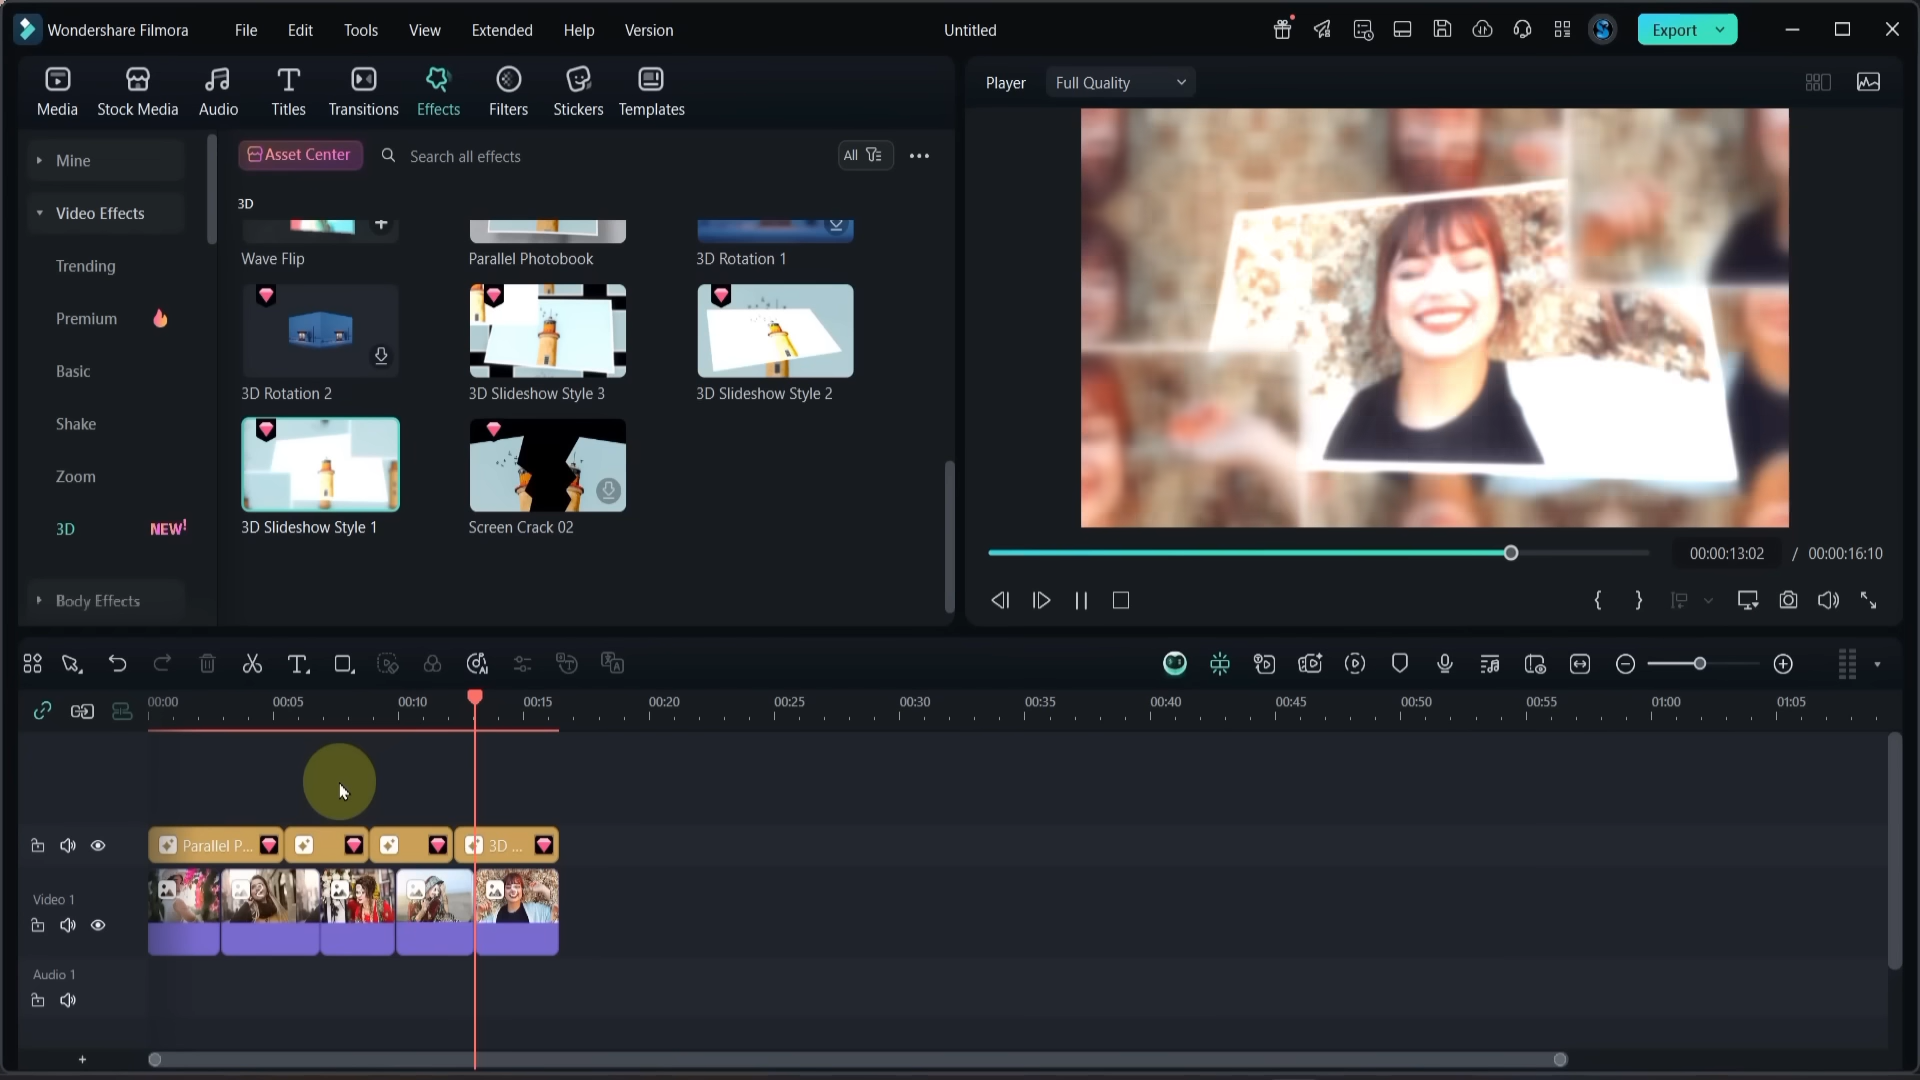 Wondershare Filmora
File
Edit
Tools
View
Extended
Help
Version
Untitled
Export
Media
Stock Media
Audio
Titles
Transitions
Effects
Filters
Stickers
Templates
Player
Full Quality
Mine
Video Effects
Trending
Premium
Basic
Shake
Zoom
3D
NEW!
Body Effects
Asset Center
Search all effects
All
3D
Wave Flip
Parallel Photobook
3D Rotation 1
3D Rotation 2
3D Slideshow Style 3
3D Slideshow Style 2
3D Slideshow Style 1
Screen Crack 02
00:00:13:02 / 00:00:16:10
00:00
00:05
00:10
00:15
00:20
00:25
00:30
00:35
00:40
00:45
00:50
00:55
01:00
01:05
Parallel P...
3D ...
Video 1
Audio 1